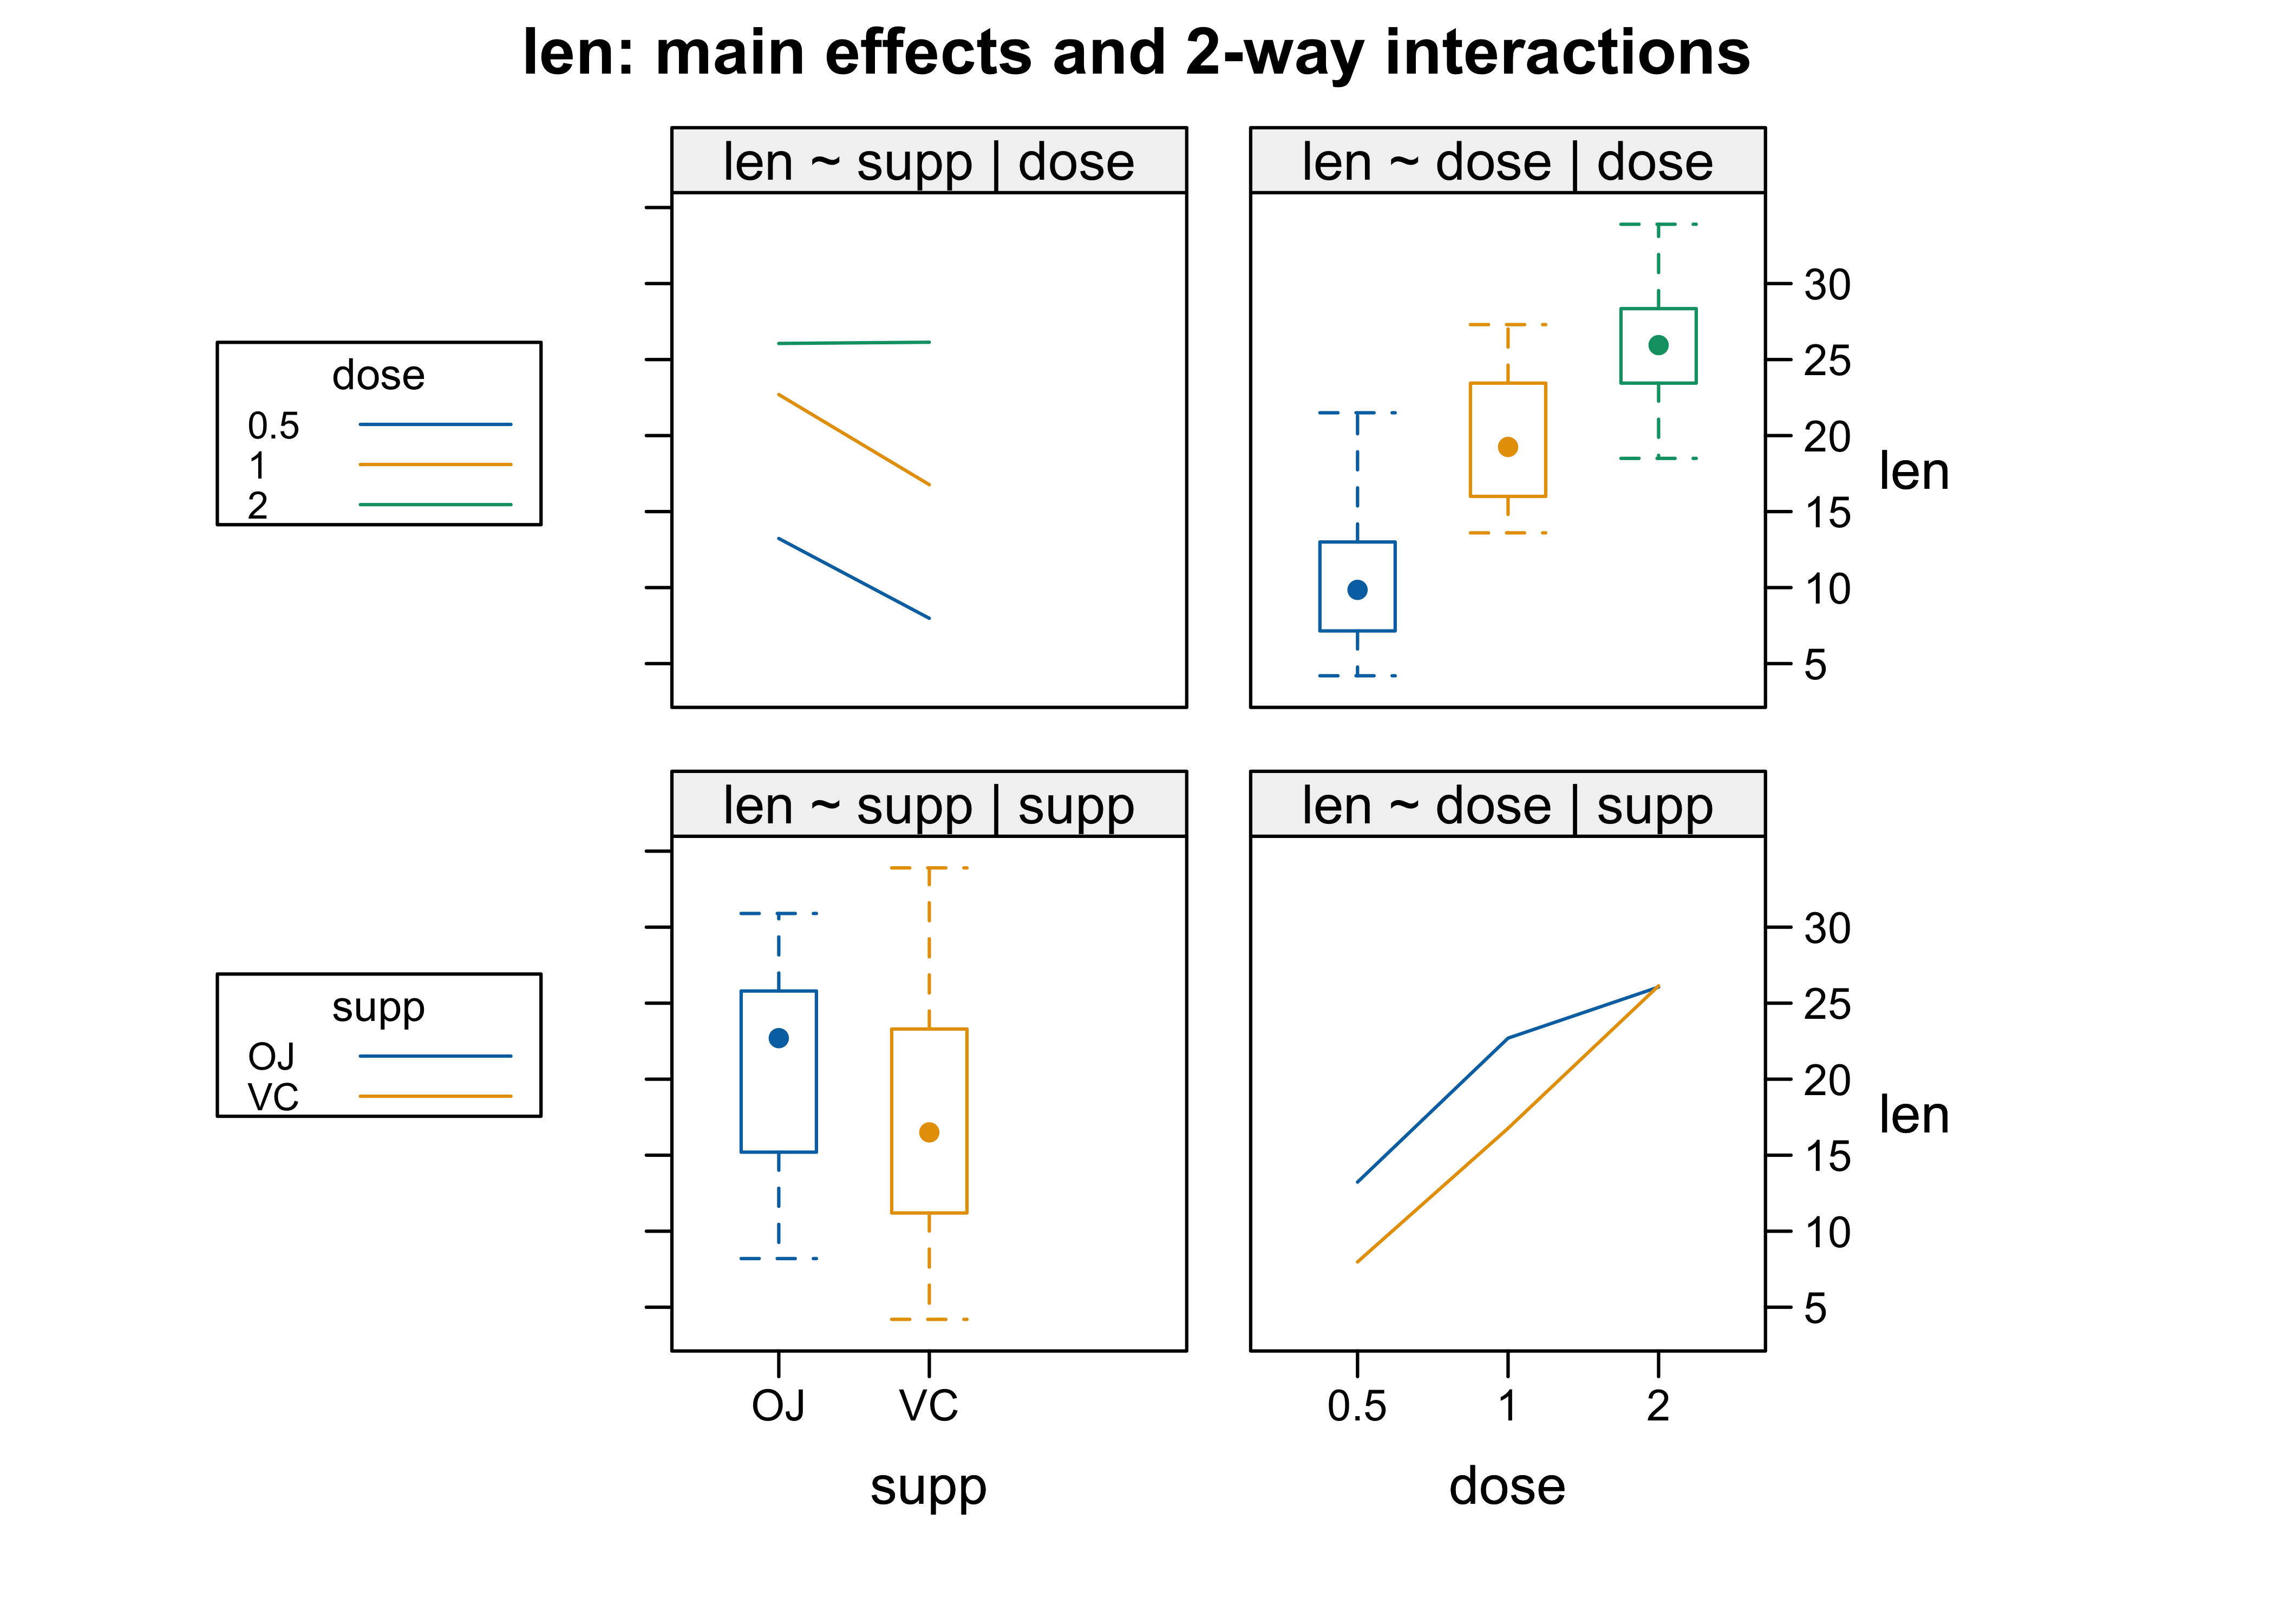 len: main effects and 2-way interactions
len ~ supp | dose
len ~ dose | dose
dose
0.5
1
2
30
25
20
15
10
5
len
len ~ supp | supp
len ~ dose | supp
supp
OJ
VC
30
25
20
15
10
5
len
OJ VC
0.5 1 2
supp
dose